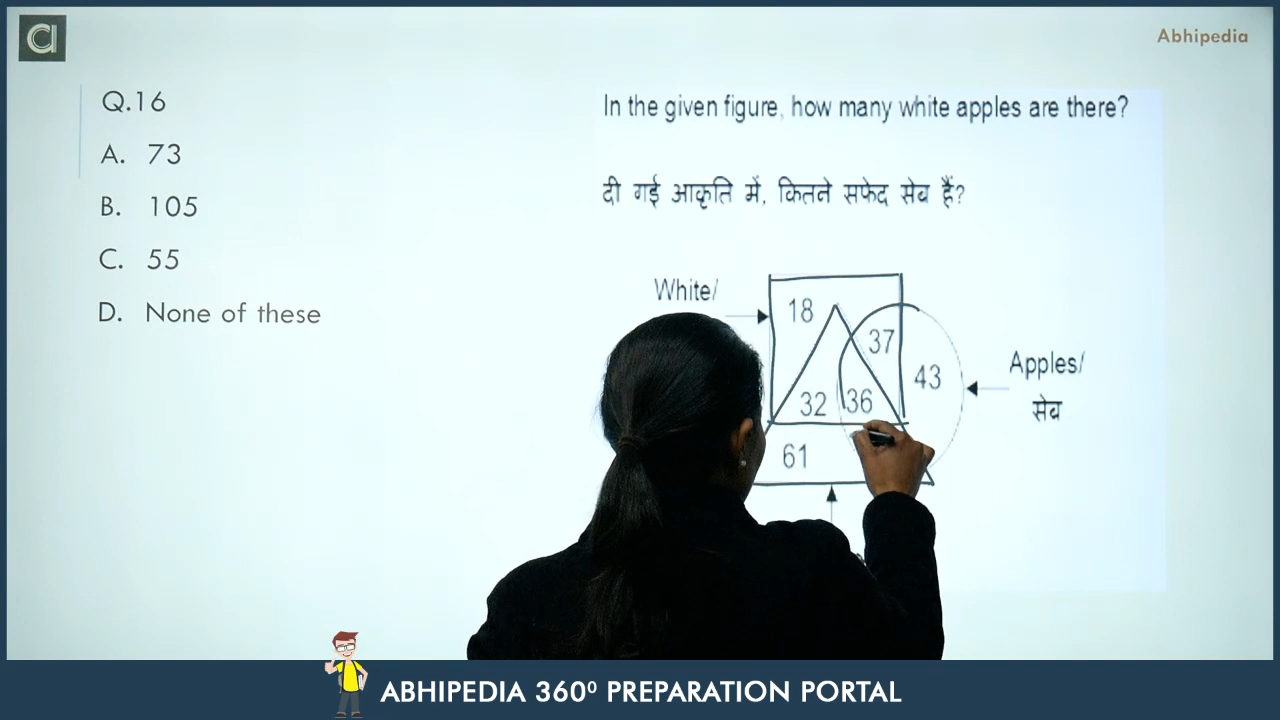 Abhipedia
Q.16
A. 73
B. 105
C. 55
D. None of these
In the given figure, how many white apples are there?
दी गई आकृति में, कितने सफेद सेब हैं?
White/
18
37
43
Apples/
सेब
32
36
61
ABHIPEDIA 360⁰ PREPARATION PORTAL